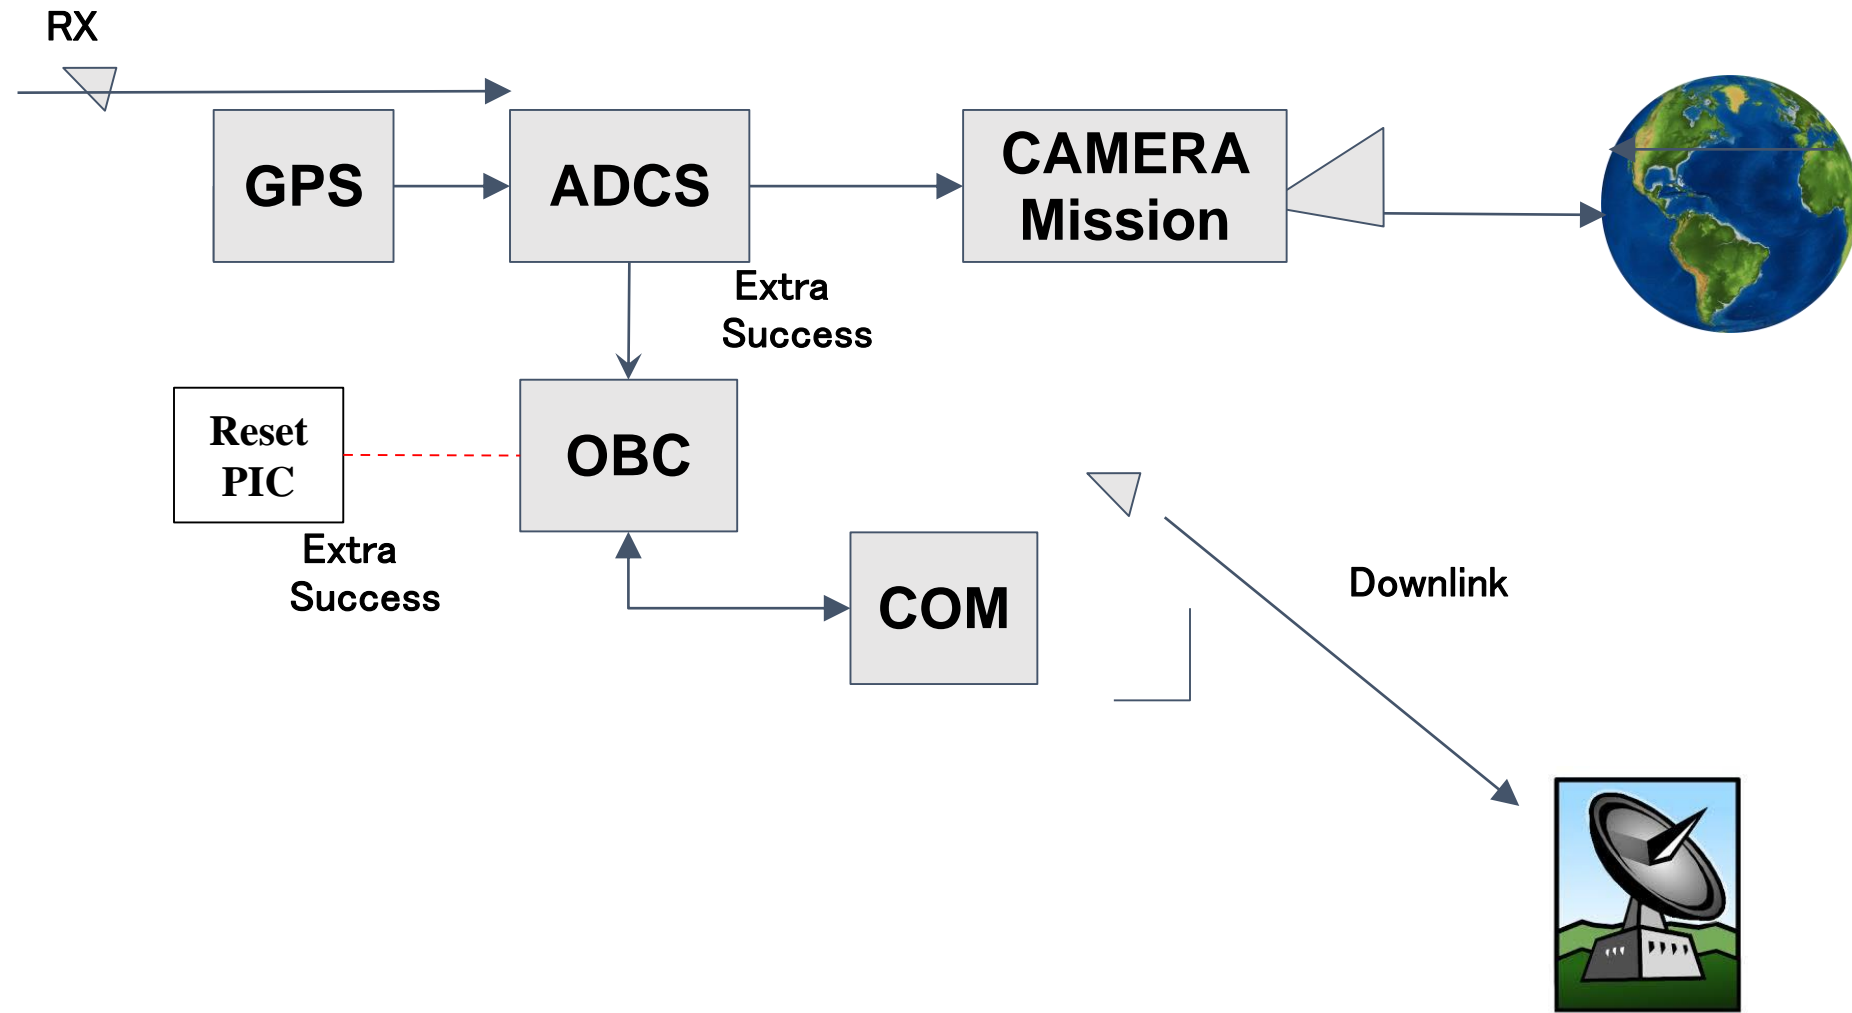 RX
GPS
ADCS
CAMERA
Mission
Extra
Success
Reset
PIC
OBC
Extra
Success
COM
Downlink